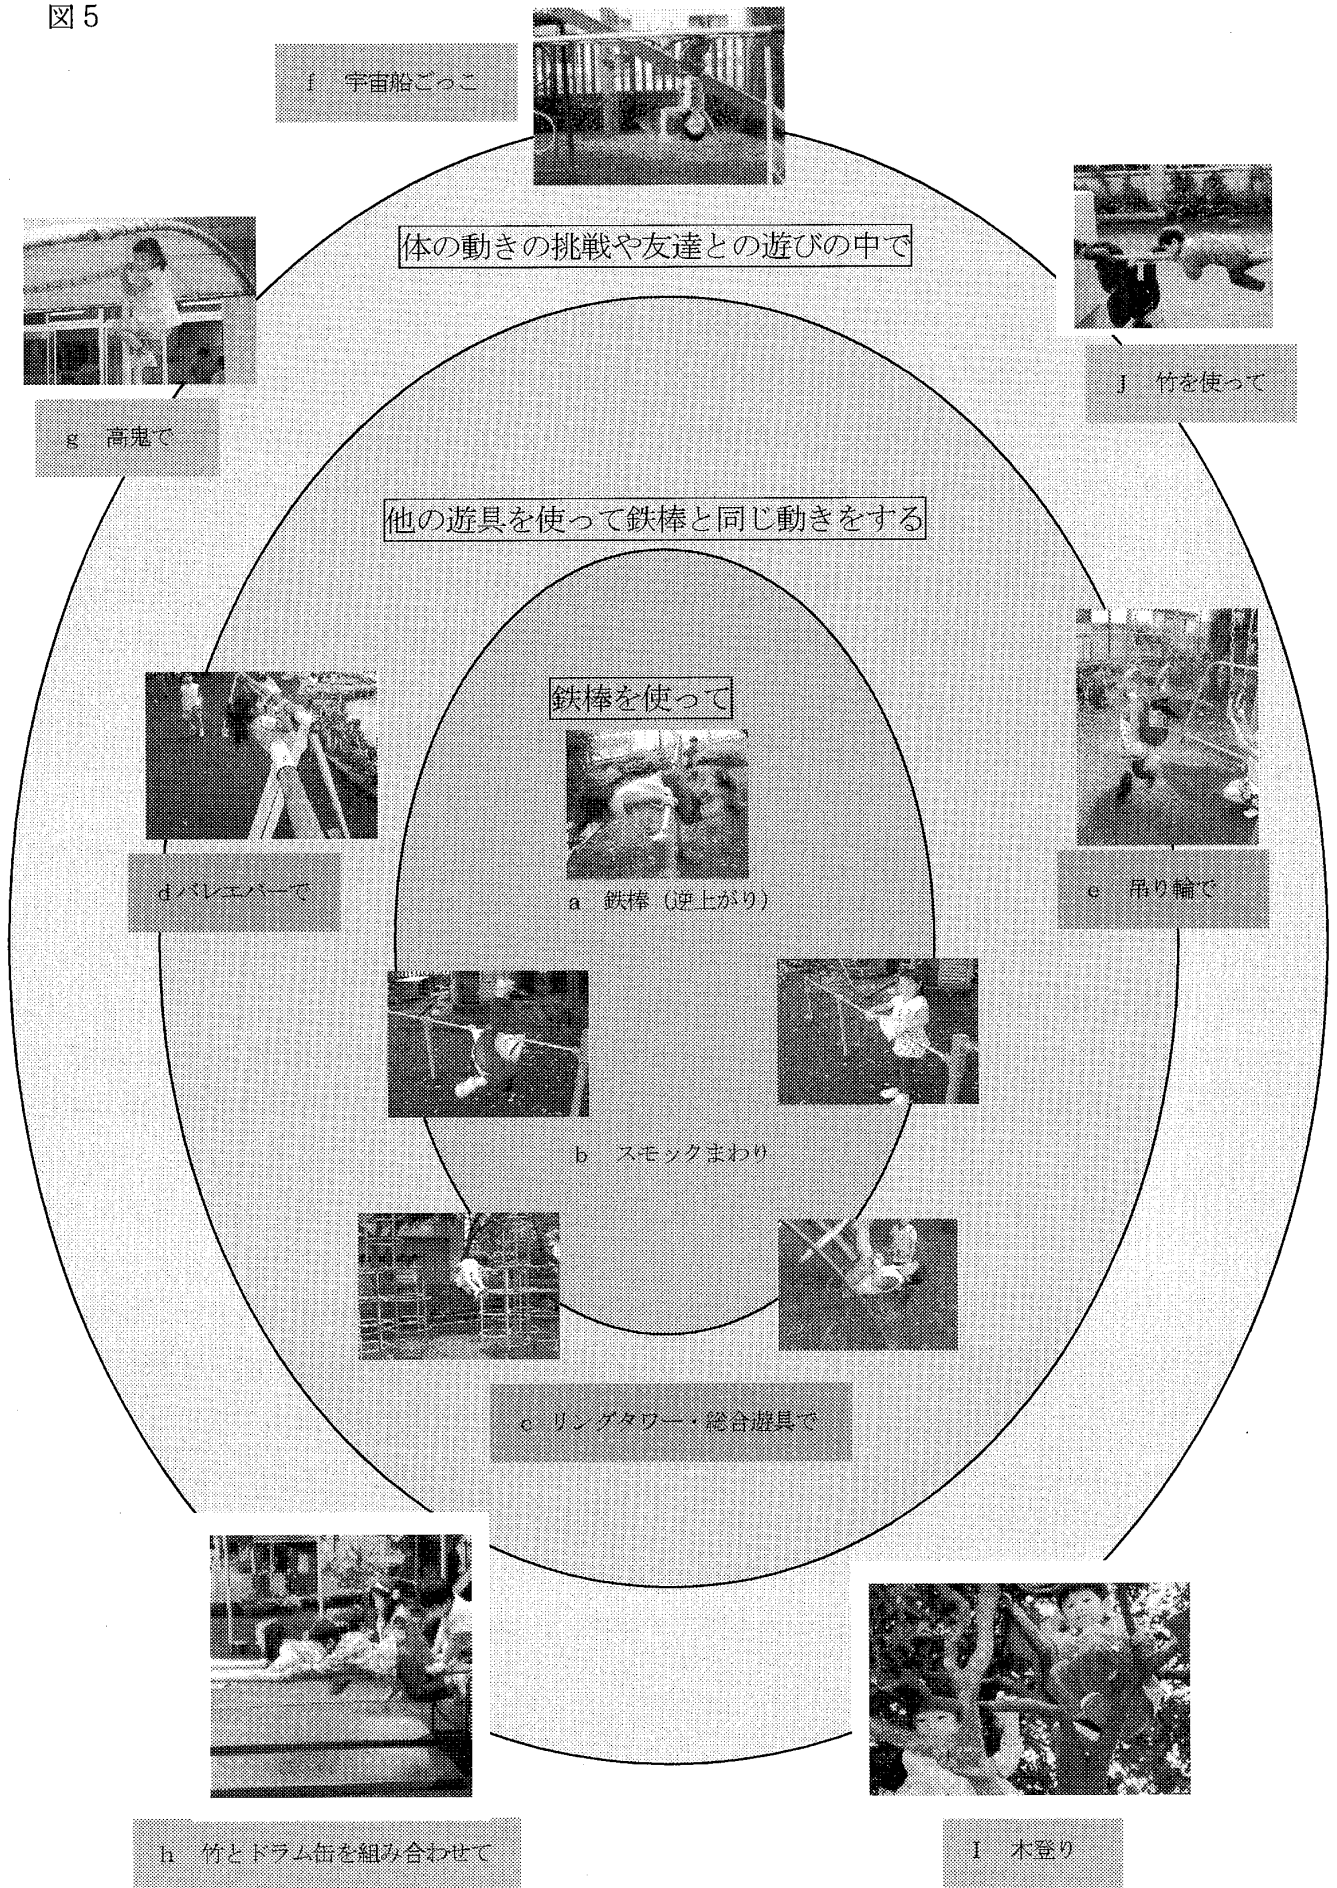 図5
f 宇宙船ごっこ
体の動きの挑戦や友達との遊びの中で
J 竹を使って
g 高鬼で
他の遊具を使って鉄棒と同じ動きをする
鉄棒を使って
dバレエバーで
a 鉄棒（逆上がり）
e 吊り輪で
b スモックまわり
c リングタワー・総合遊具で
h 竹とドラム缶を組み合わせて
I 木登り